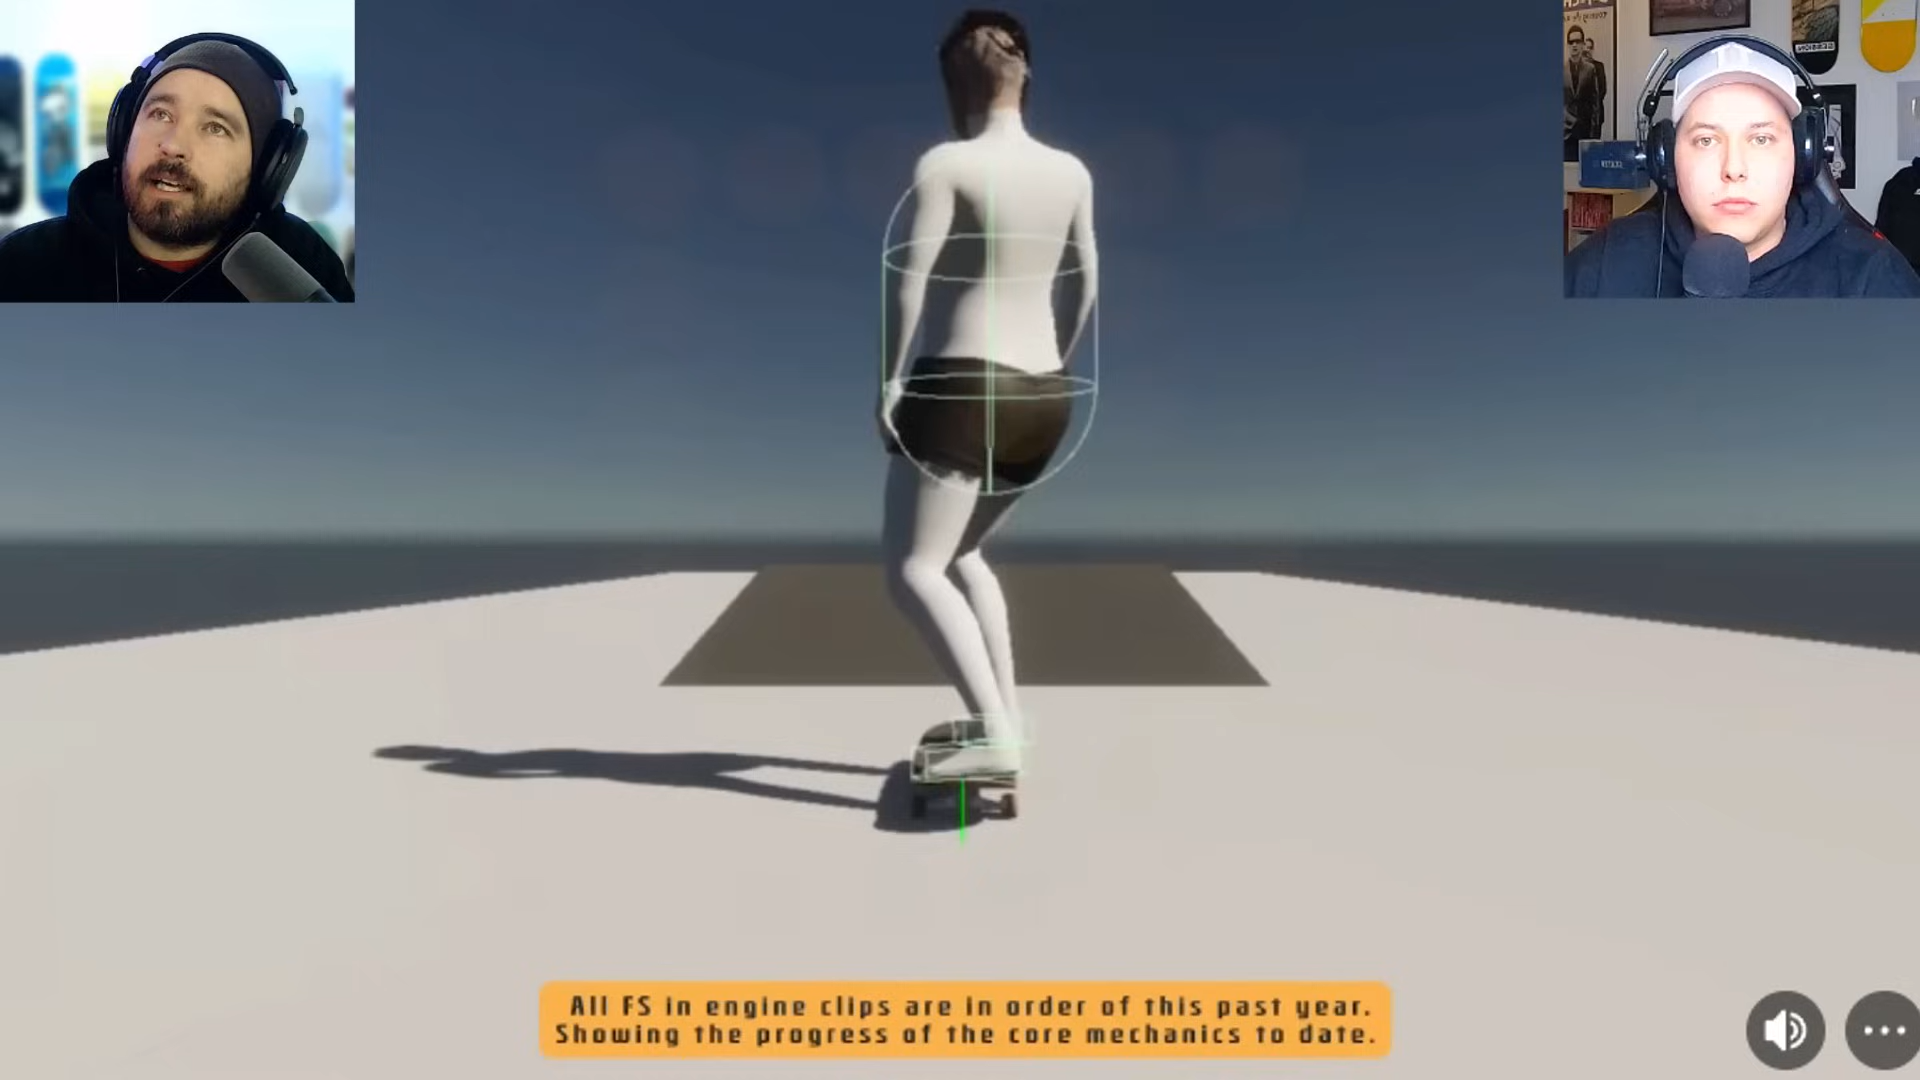 All FS in engine clips are in order of this past year.
Showing the progress of the core mechanics to date.